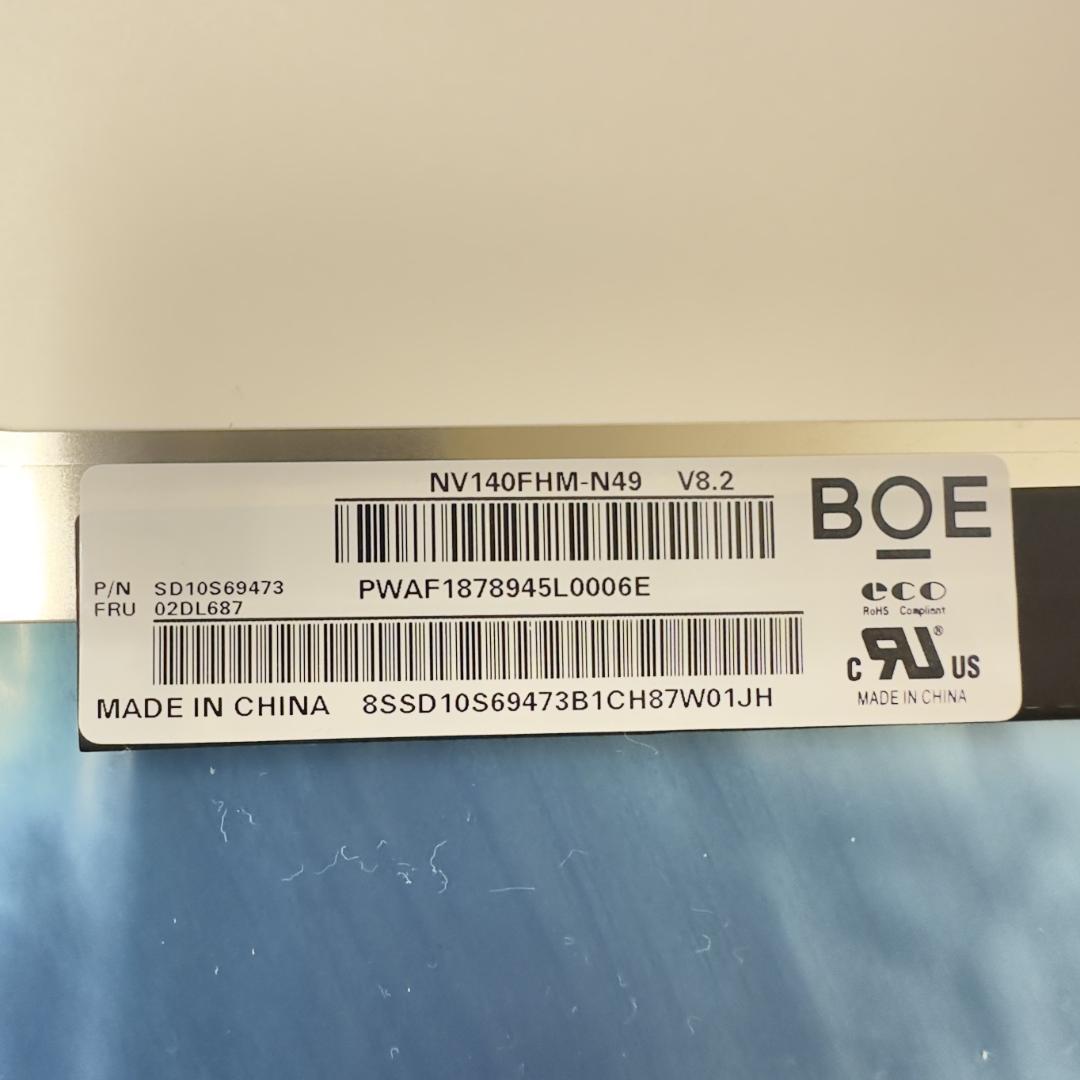 NV140FHM-N49 V8.2
BOE
P/N SD10S69473
PWAF1878945L0006E
FRU 02DL687
eco
RoHS Compliant
c RU ® US
MADE IN CHINA
MADE IN CHINA 8SSD10S69473B1CH87W01JH